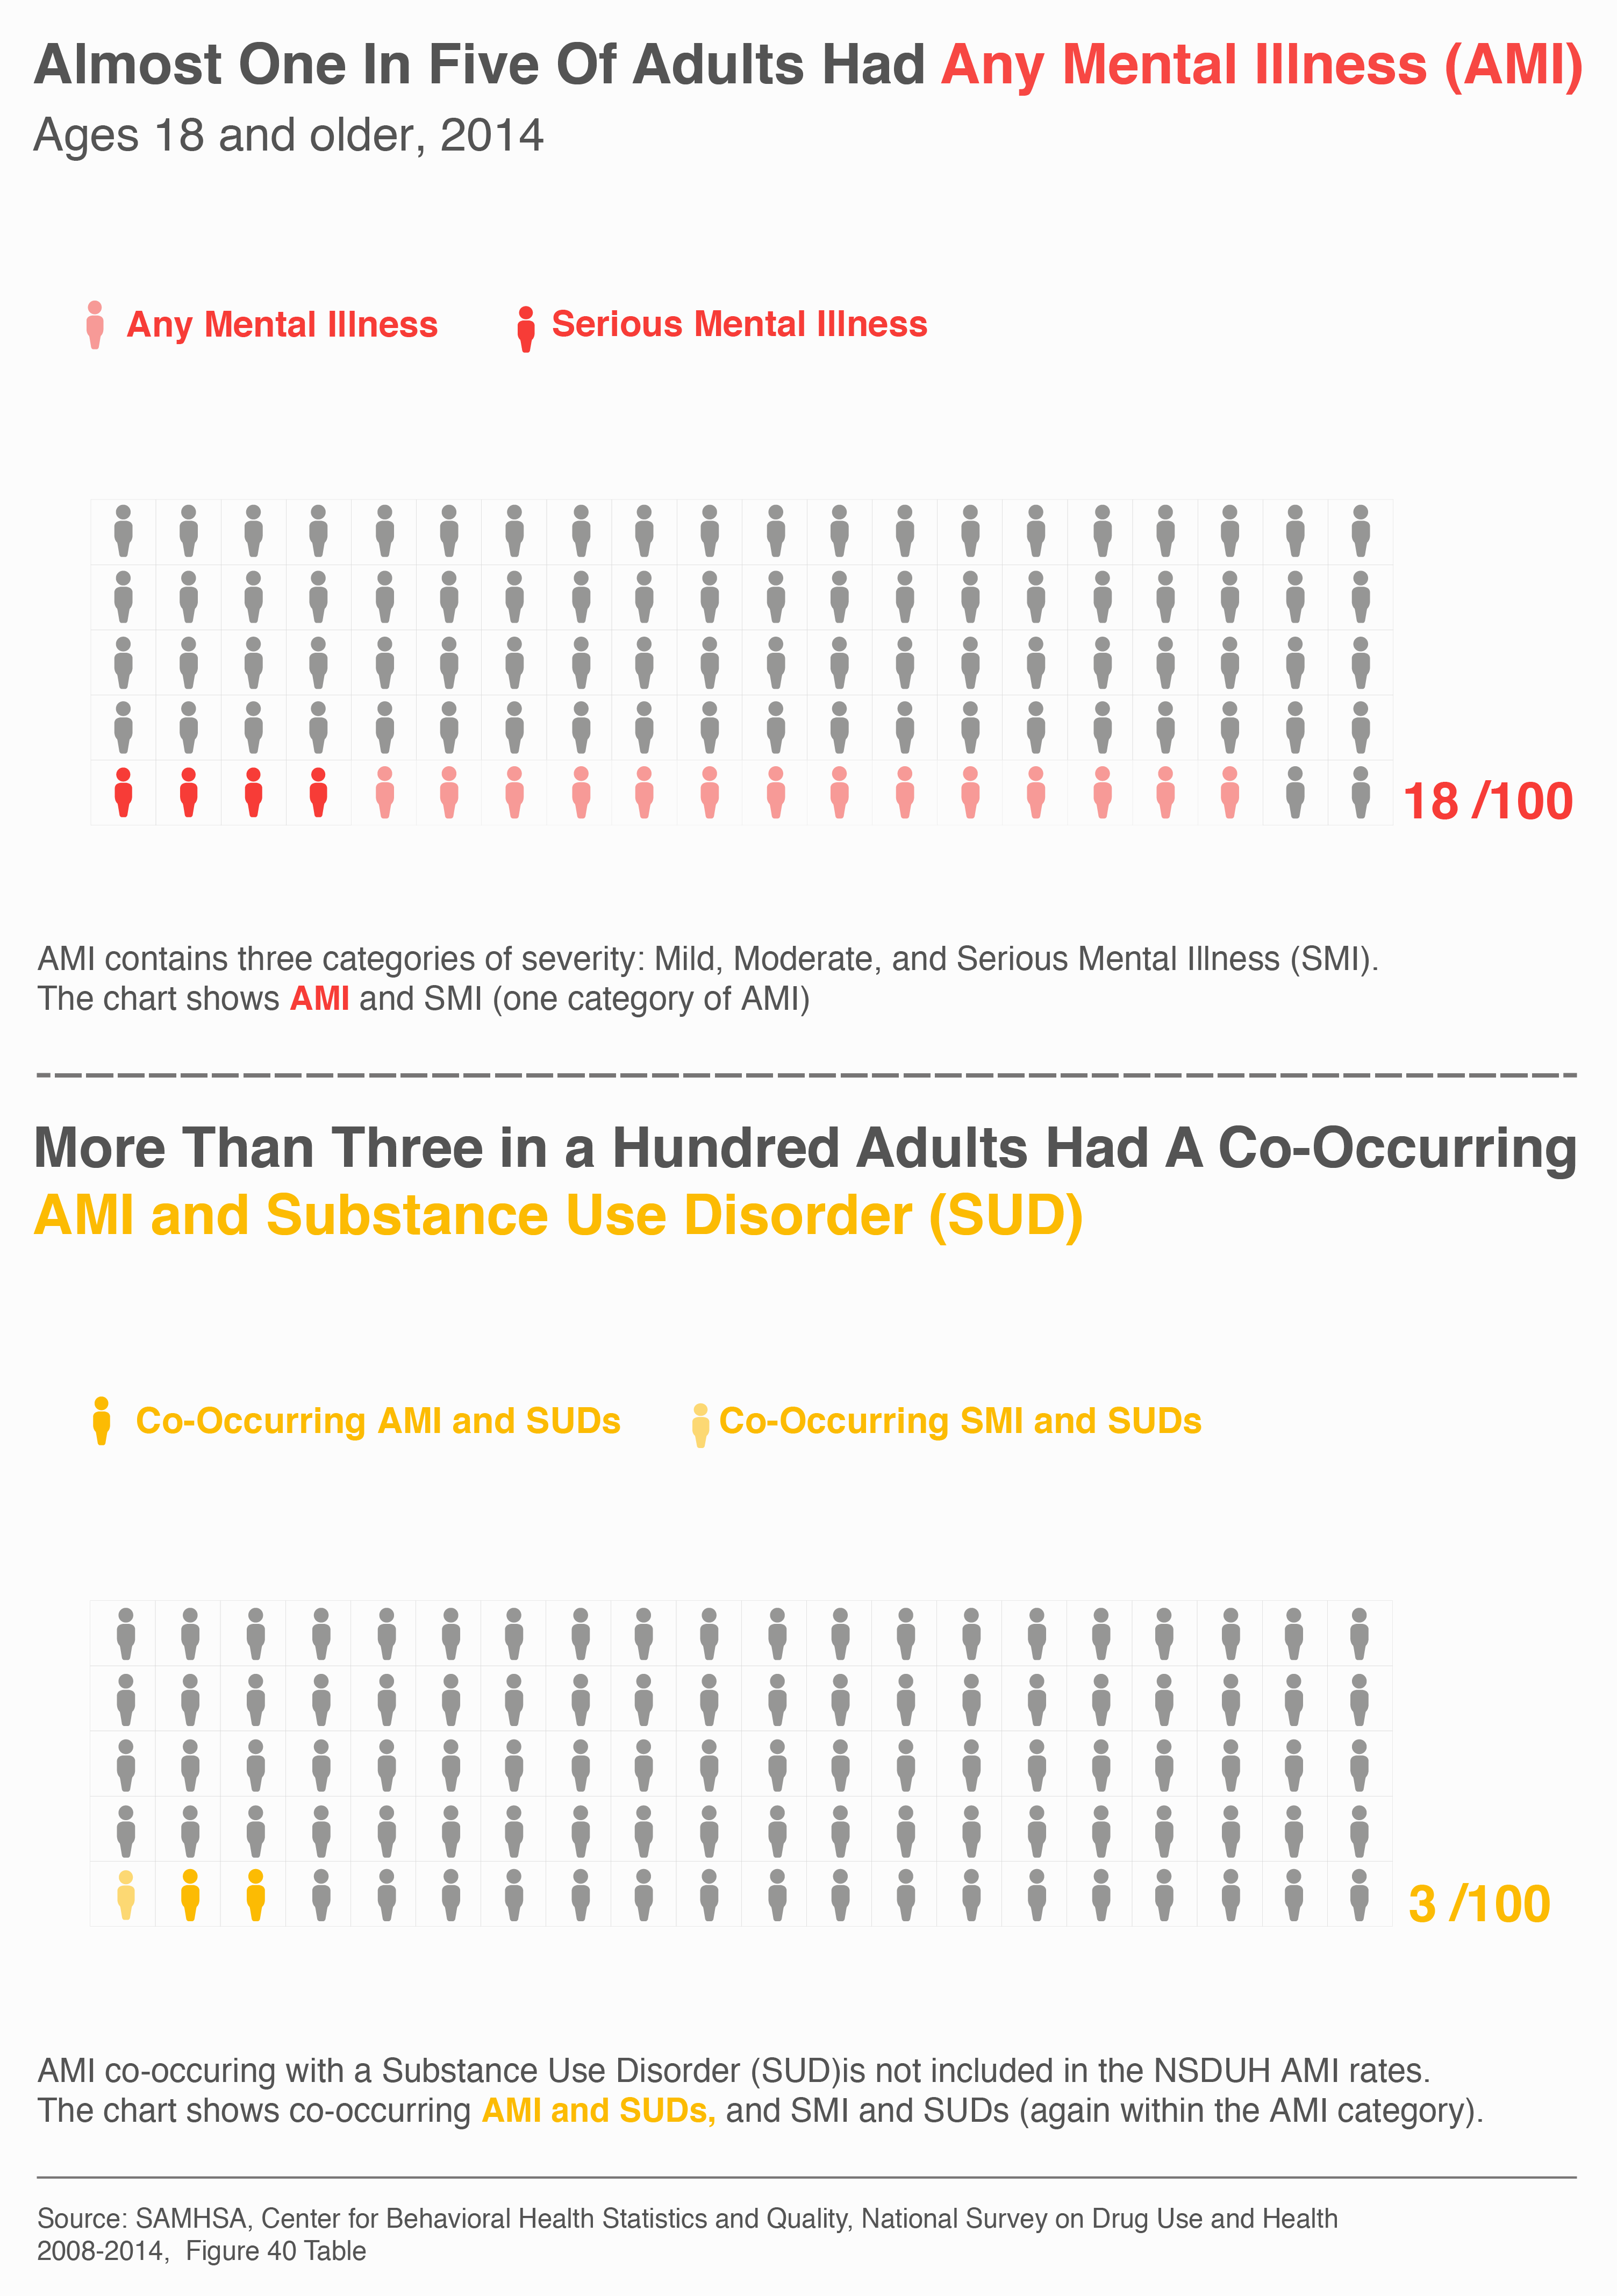 Almost One In Five Of Adults Had Any Mental Illness (AMI)
Ages 18 and older, 2014
Any Mental Illness
Serious Mental Illness
18 /100
AMI contains three categories of severity: Mild, Moderate, and Serious Mental Illness (SMI).
The chart shows AMI and SMI (one category of AMI)
More Than Three in a Hundred Adults Had A Co-Occurring
AMI and Substance Use Disorder (SUD)
Co-Occurring AMI and SUDs
Co-Occurring SMI and SUDs
3 /100
AMI co-occuring with a Substance Use Disorder (SUD)is not included in the NSDUH AMI rates.
The chart shows co-occurring AMI and SUDs, and SMI and SUDs (again within the AMI category).
Source: SAMHSA, Center for Behavioral Health Statistics and Quality, National Survey on Drug Use and Health
2008-2014,  Figure 40 Table